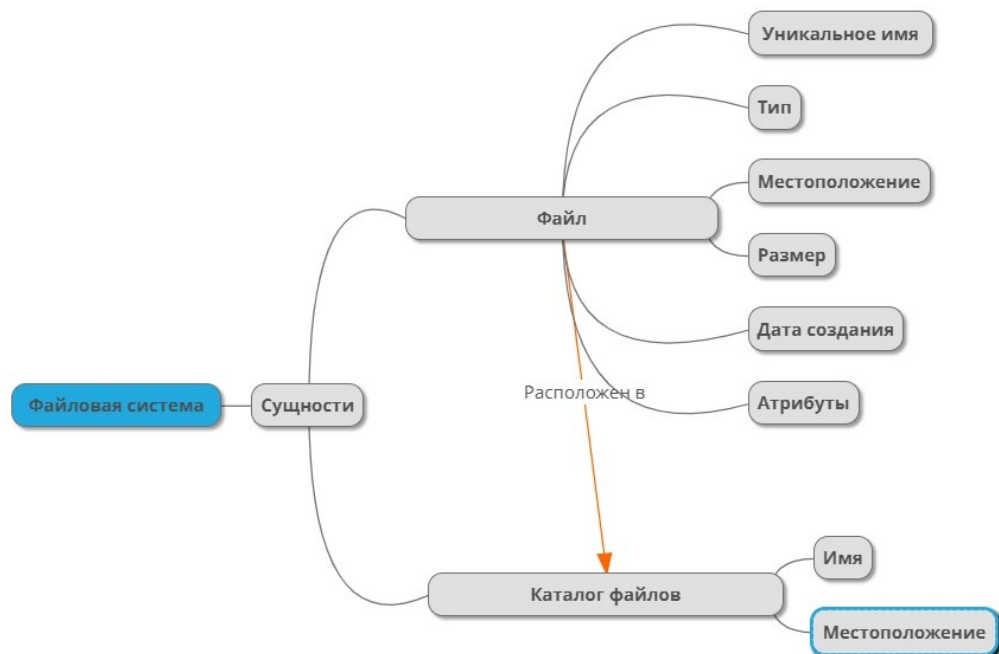 Уникальное имя
Тип
Местоположение
Файл
Размер
Дата создания
Расположен в
Атрибуты
Файловая система
Сущности
Имя
Каталог файлов
Местоположение